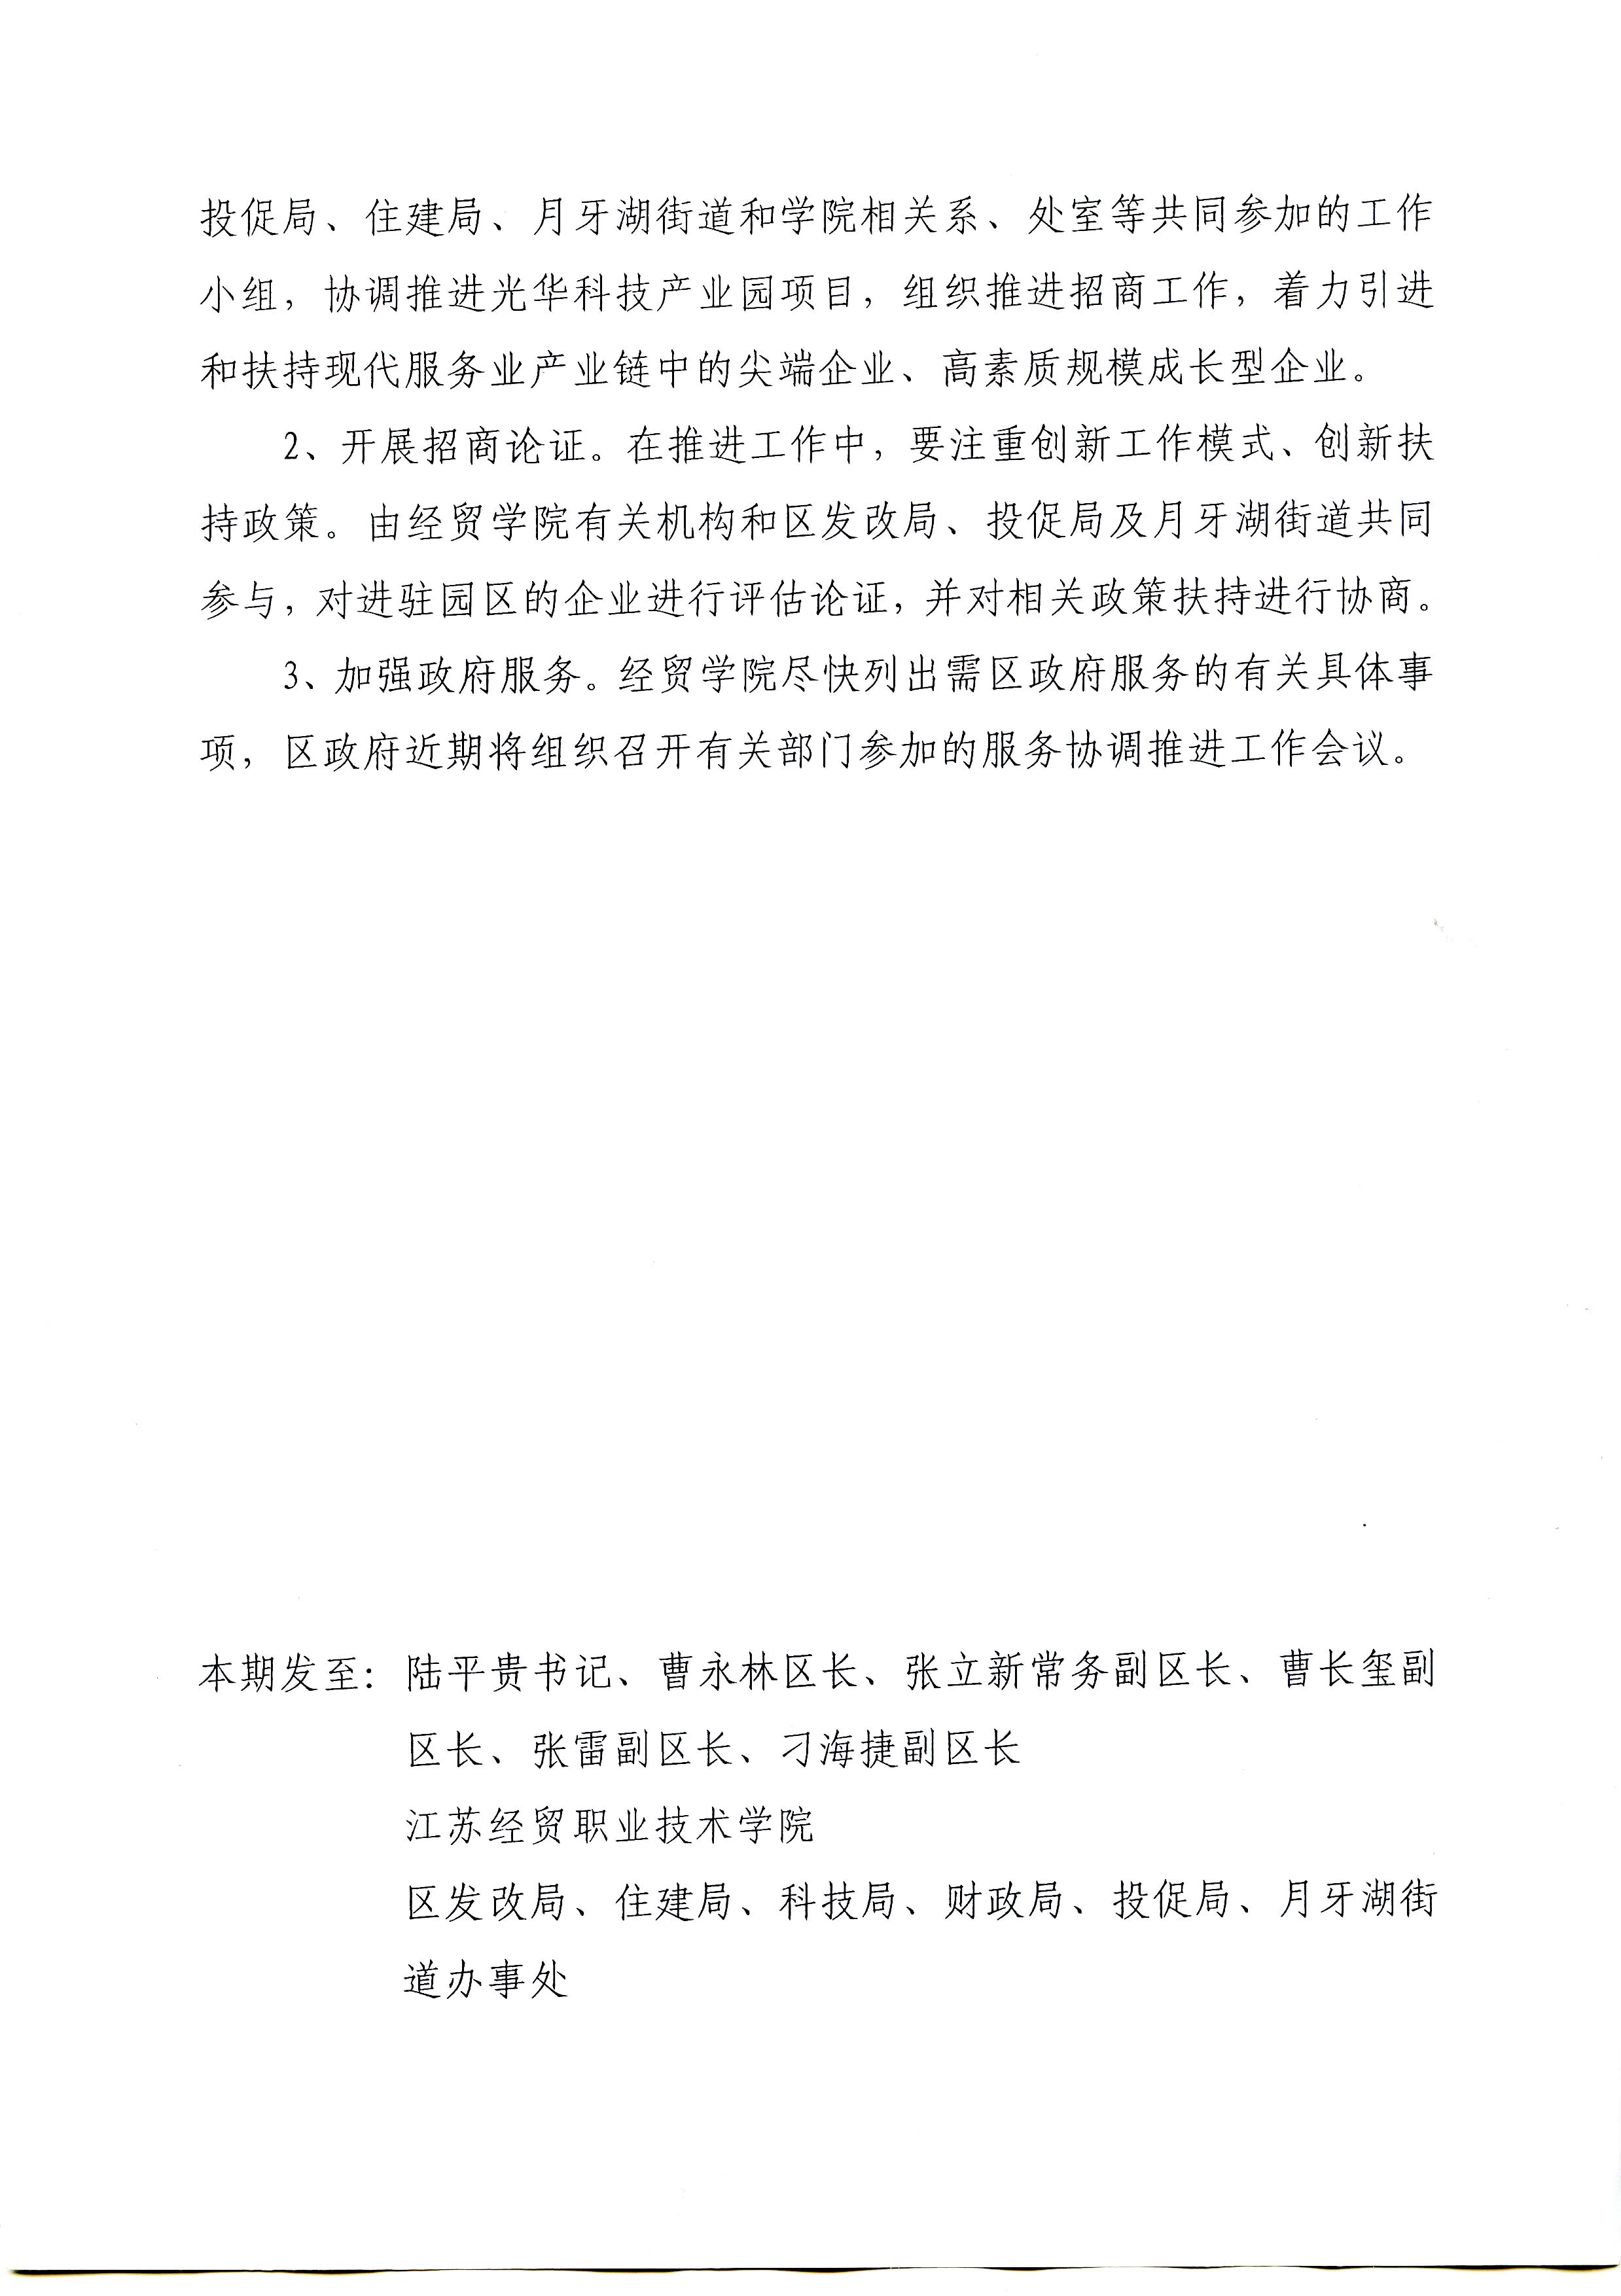 投促局、住建局、月牙湖街道和学院相关系、处室等共同参加的工作
小组，协调推进光华科技产业园项目，组织推进招商工作，着力引进
和扶持现代服务业产业链中的尖端企业、高素质规模成长型企业。
2、开展招商论证。在推进工作中，要注重创新工作模式、创新扶
持政策。由经贸学院有关机构和区发改局、投促局及月牙湖街道共同
参与，对进驻园区的企业进行评估论证，并对相关政策扶持进行协商。
3、加强政府服务。经贸学院尽快列出需区政府服务的有关具体事
项，区政府近期将组织召开有关部门参加的服务协调推进工作会议。
本期发至：陆平贵书记、曹永林区长、张立新常务副区长、曹长玺副
区长、张雷副区长、刁海捷副区长
江苏经贸职业技术学院
区发改局、住建局、科技局、财政局、投促局、月牙湖街
道办事处